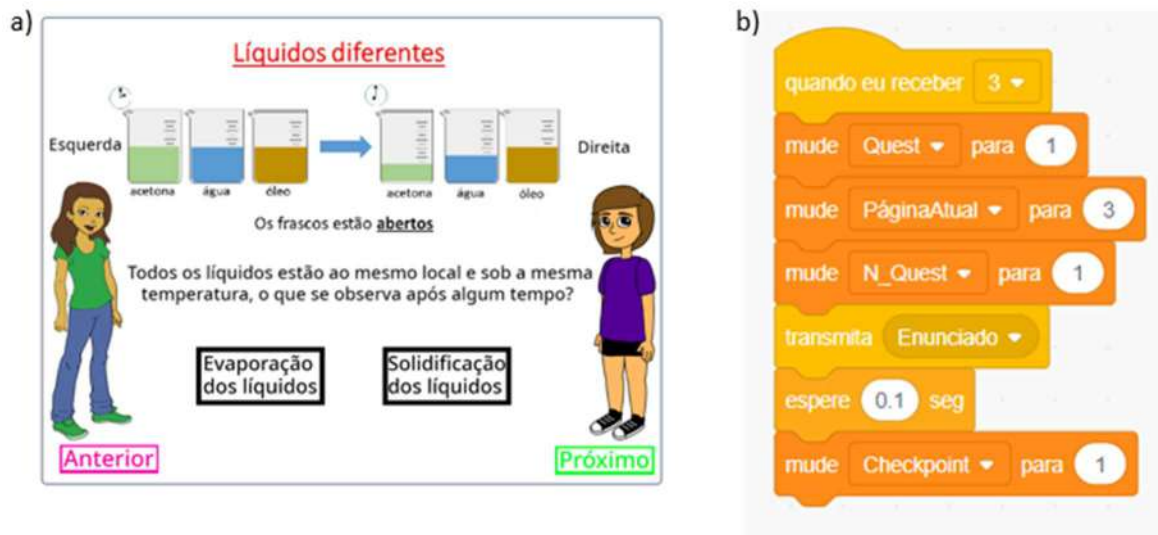 a)
Líquidos diferentes
Esquerda
acetona
água
óleo
acetona
água
óleo
Direita
Os frascos estão abertos
Todos os líquidos estão ao mesmo local e sob a mesma
temperatura, o que se observa após algum tempo?
Evaporação
dos líquidos
Solidificação
dos líquidos
Anterior
Próximo
b)
quando eu receber 3
mude Quest para 1
mude PáginaAtual para 3
mude N_Quest para 1
transmita Enunciado
espere 0.1 seg
mude Checkpoint para 1